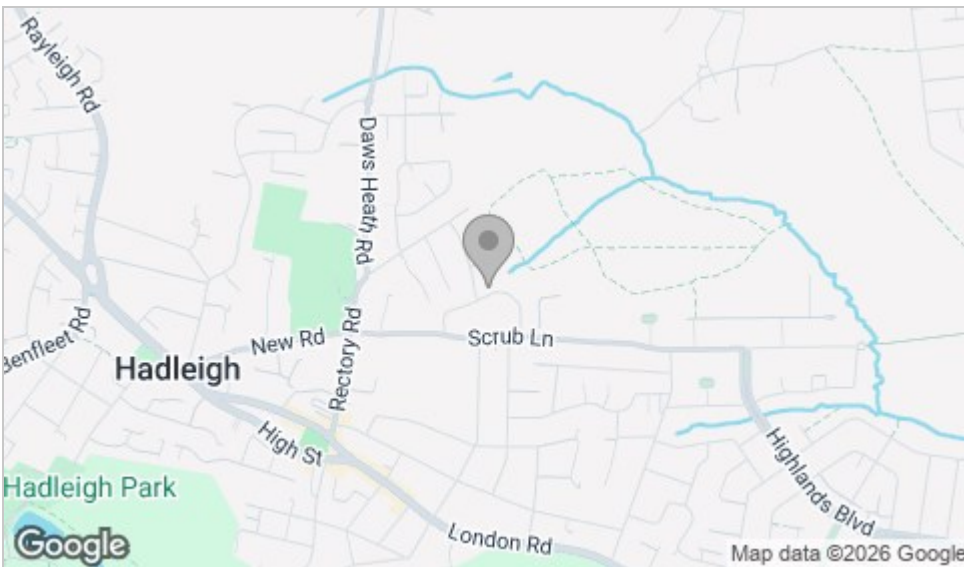 Rayleigh Rd
Daws Heath Rd
Benfleet Rd
New Rd
Rectory Rd
Scrub Ln
Hadleigh
High St
Highlands Blvd
Hadleigh Park
London Rd
Google
Map data ©2026 Google